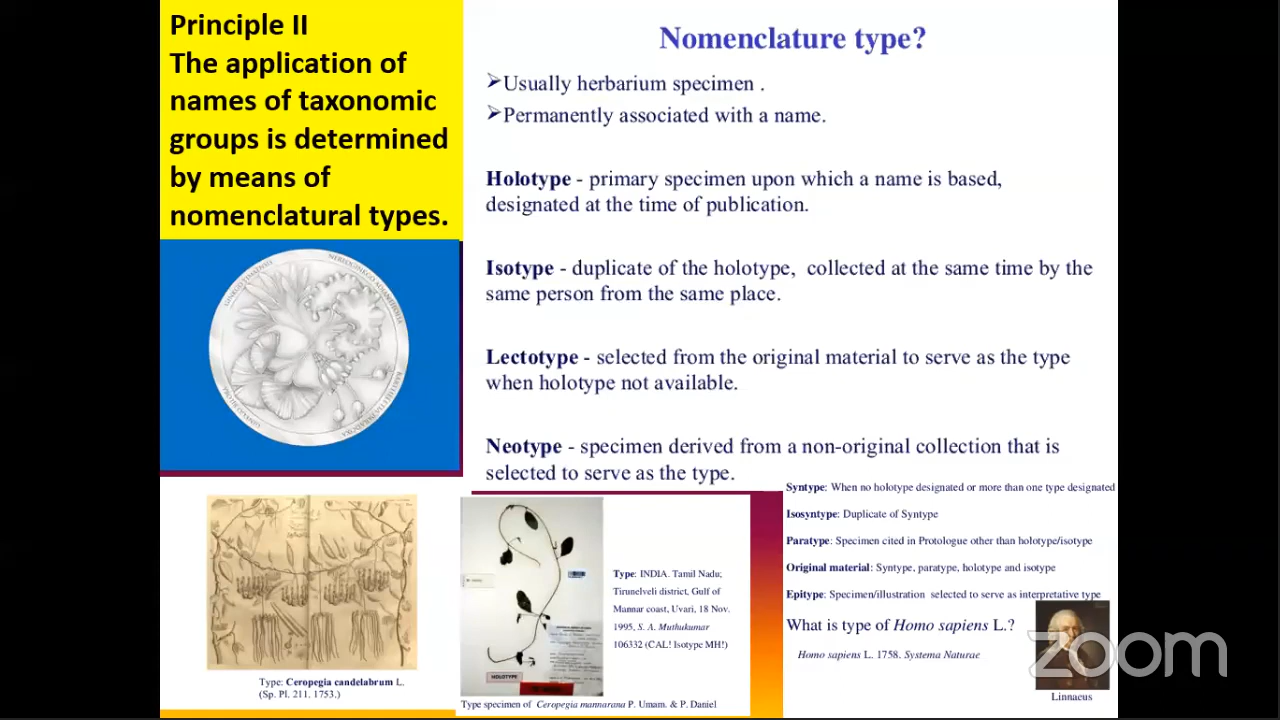 Principle II
The application of
names of taxonomic
groups is determined
by means of
nomenclatural types.
Nomenclature type?
➢Usually herbarium specimen .
➢Permanently associated with a name.
Holotype - primary specimen upon which a name is based,
designated at the time of publication.
Isotype - duplicate of the holotype, collected at the same time by the
same person from the same place.
Lectotype - selected from the original material to serve as the type
when holotype not available.
Neotype - specimen derived from a non-original collection that is
selected to serve as the type.
Type: Ceropegia candelabrum L.
(Sp. Pl. 211. 1753.)
HOLOTYPE
Type: INDIA. Tamil Nadu;
Tirunelveli district, Gulf of
Mannar coast, Uvari, 18 Nov.
1995, S. A. Muthukumar
106332 (CAL! Isotype MH!)
Type specimen of Ceropegia mannarana P. Umam. & P. Daniel
Syntype: When no holotype designated or more than one type designated
Isosyntype: Duplicate of Syntype
Paratype: Specimen cited in Protologue other than holotype/isotype
Original material: Syntype, paratype, holotype and isotype
Epitype: Specimen/illustration selected to serve as interpretative type
What is type of Homo sapiens L.?
Homo sapiens L. 1758. Systema Naturae
Linnaeus
zoom